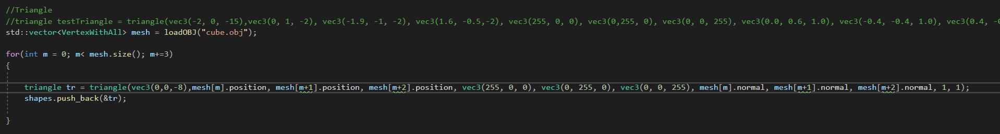 //Triangle
//triangle testTriangle = triangle(vec3(-2, 0, -15),vec3(0, 1, -2), vec3(-1.9, -1, -2), vec3(1.6, -0.5,-2), vec3(255, 0, 0), vec3(0,255, 0), vec3(0, 0, 255), vec3(0.0, 0.6, 1.0), vec3(-0.4, -0.4, 1.0), vec3(0.4,
std::vector<VertexWithAll> mesh = loadOBJ("cube.obj");
for(int m = 0; m< mesh.size(); m+=3)
{
triangle tr = triangle(vec3(0,0,-8),mesh[m].position, mesh[m+1].position, mesh[m+2].position, vec3(255, 0, 0), vec3(0, 255, 0), vec3(0, 0, 255), mesh[m].normal, mesh[m+1].normal, mesh[m+2].normal, 1, 1);
shapes.push_back(&tr);
}